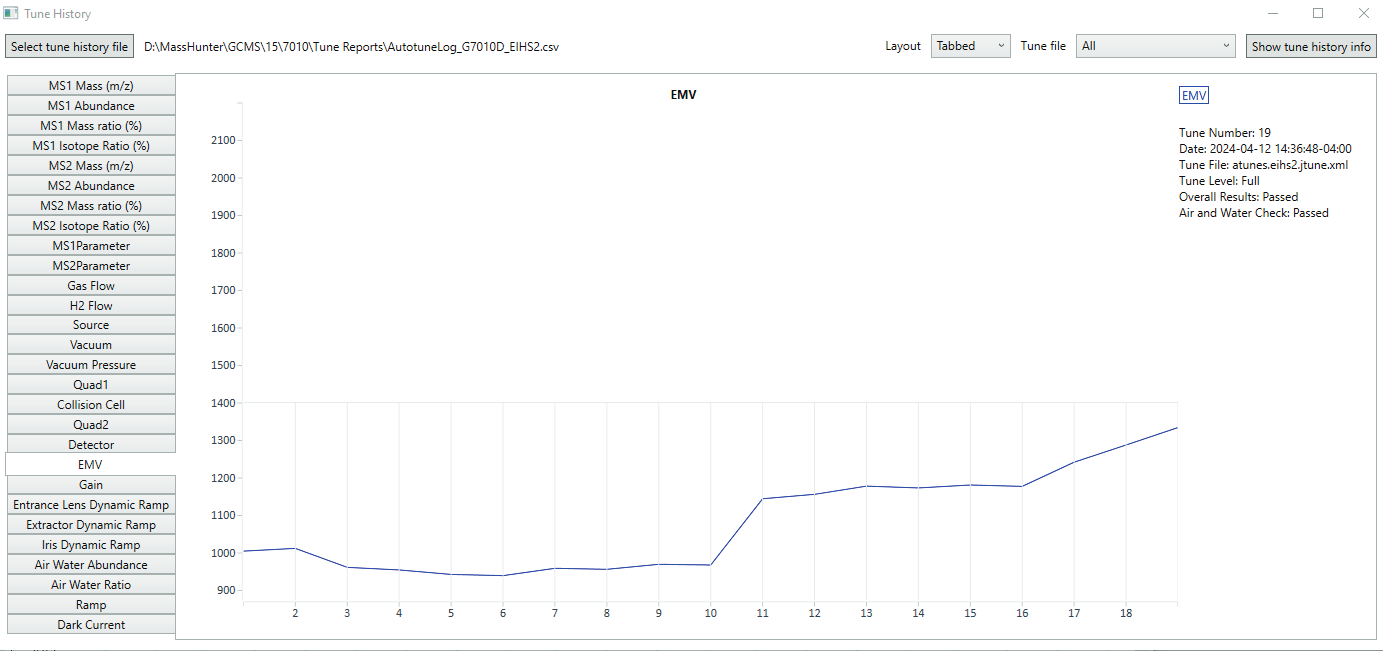 Tune History
Select tune history file D:\MassHunter\GCMS\15\7010\Tune Reports\AutotuneLog_G7010D_EIHS2.csv Layout Tabbed Tune file All Show tune history info
MS1 Mass (m/z)
MS1 Abundance
MS1 Mass ratio (%)
MS1 Isotope Ratio (%)
MS2 Mass (m/z)
MS2 Abundance
MS2 Mass ratio (%)
MS2 Isotope Ratio (%)
MS1Parameter
MS2Parameter
Gas Flow
H2 Flow
Source
Vacuum
Vacuum Pressure
Quad1
Collision Cell
Quad2
Detector
EMV
Gain
Entrance Lens Dynamic Ramp
Extractor Dynamic Ramp
Iris Dynamic Ramp
Air Water Abundance
Air Water Ratio
Ramp
Dark Current
EMV
2100
2000
1900
1800
1700
1600
1500
1400
1300
1200
1100
1000
900
2 3 4 5 6 7 8 9 10 11 12 13 14 15 16 17 18
EMV
Tune Number: 19
Date: 2024-04-12 14:36:48-04:00
Tune File: atunes.eihs2.jtune.xml
Tune Level: Full
Overall Results: Passed
Air and Water Check: Passed